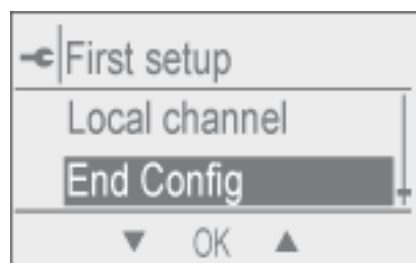 First setup
Local channel
End Config
▼ OK ▲